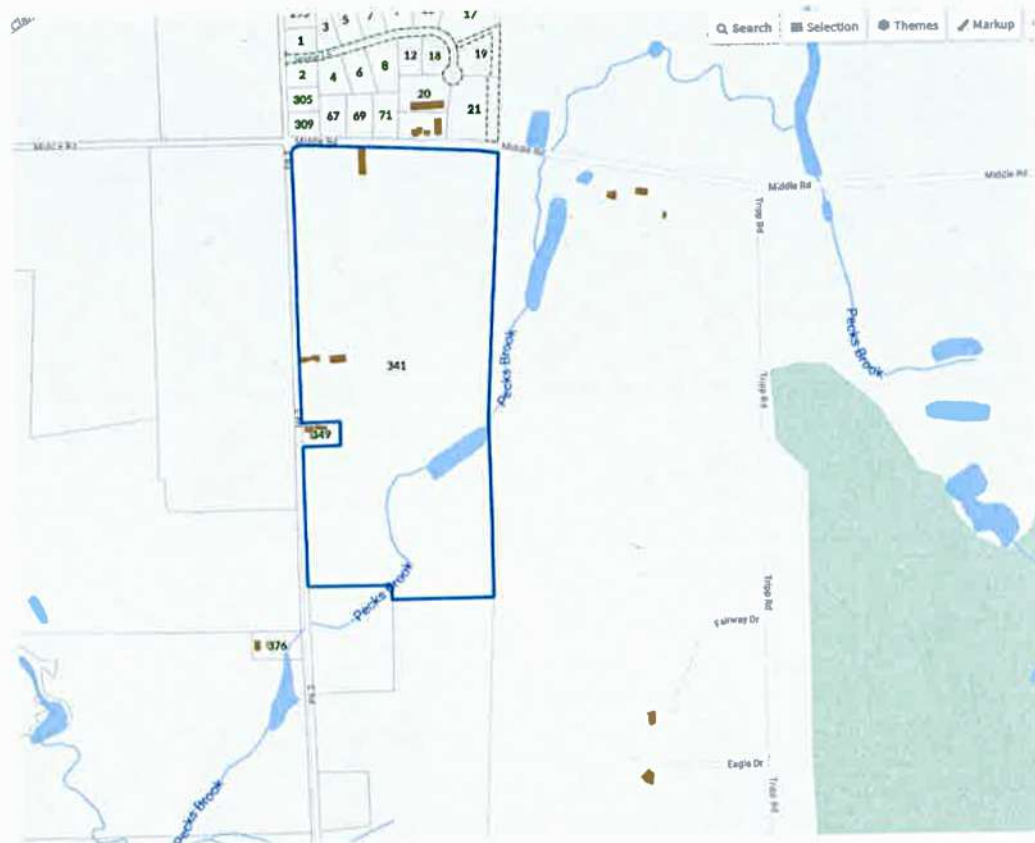 17
5
3
1
12
18
19
2
4
6
8
305
20
67
69
71
21
309
Search
Selection
Themes
Markup
Middle Rd
Middle Rd
Middle Rd
Middle Rd
Tripp Rd
Pecks Brook
Pecks Brook
341
Tripp Rd
349
Pecks Brook
Tripp Rd
Fairway Dr
376
E Rd
Eagle Dr
Tripp Rd
Pecks Brook